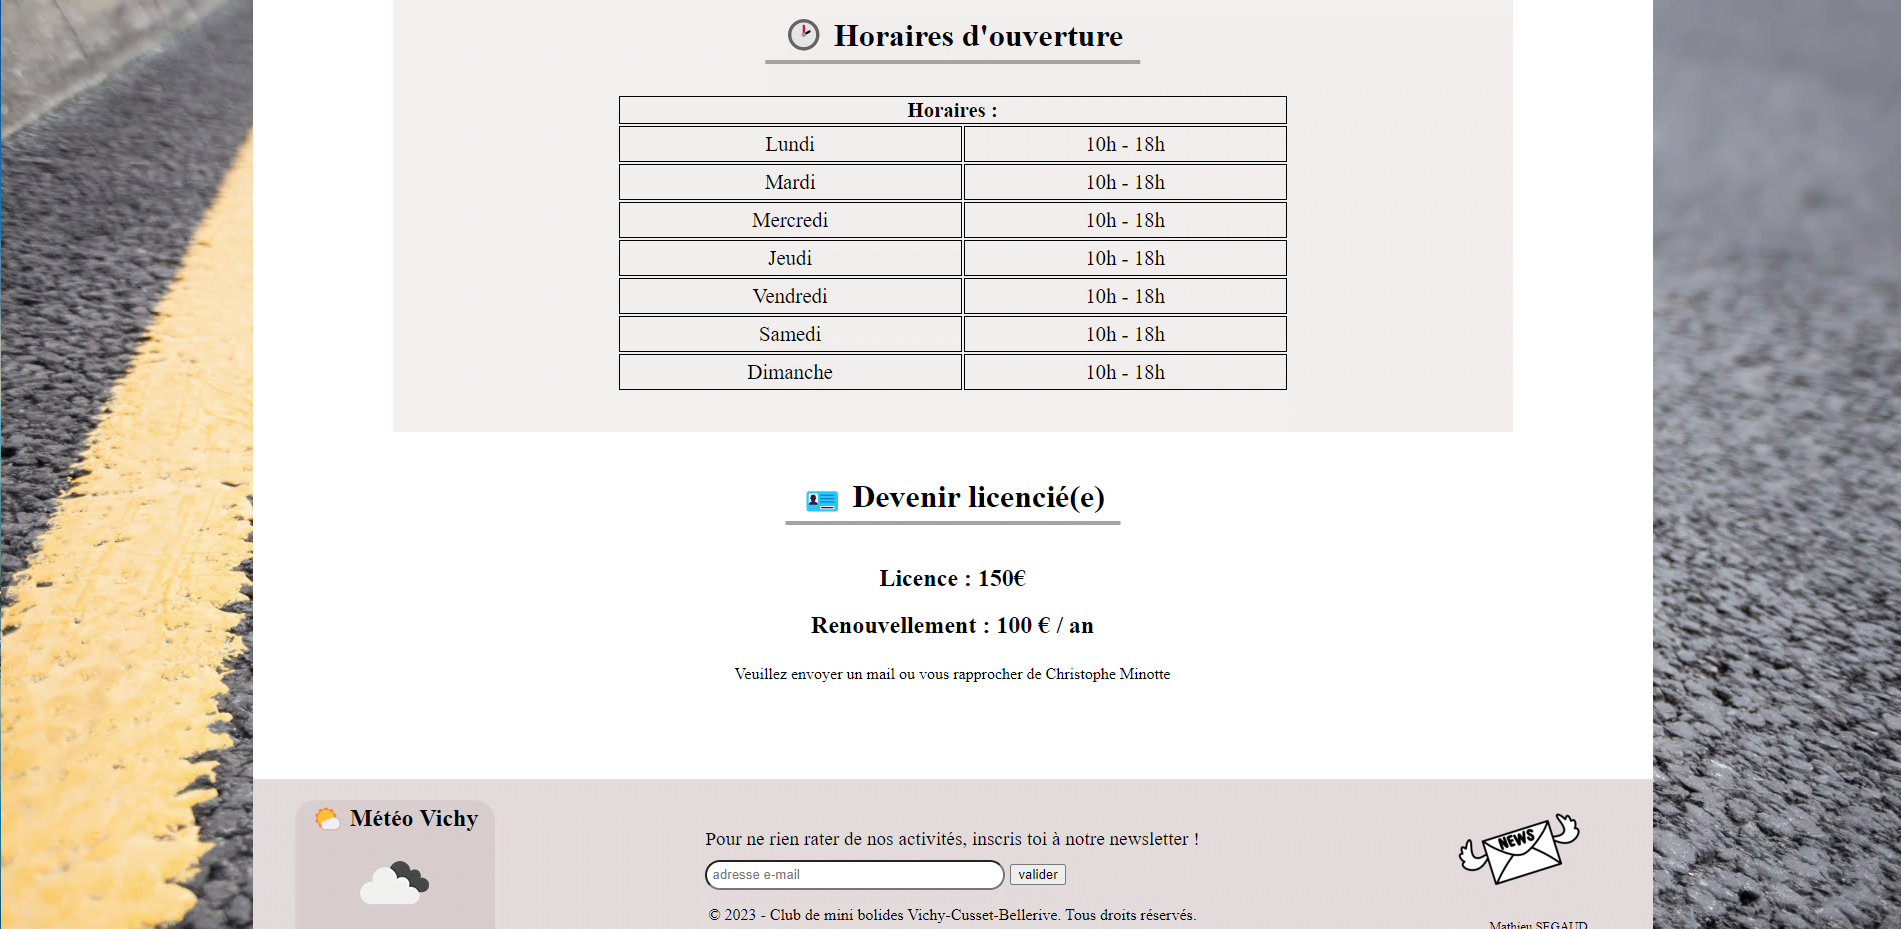 Horaires d'ouverture
Horaires :
Lundi 10h - 18h
Mardi 10h - 18h
Mercredi 10h - 18h
Jeudi 10h - 18h
Vendredi 10h - 18h
Samedi 10h - 18h
Dimanche 10h - 18h
Devenir licencié(e)
Licence : 150€
Renouvellement : 100 € / an
Veuillez envoyer un mail ou vous rapprocher de Christophe Minotte
Météo Vichy
Pour ne rien rater de nos activités, inscris toi à notre newsletter !
adresse e-mail valider
© 2023 - Club de mini bolides Vichy-Cusset-Bellerive. Tous droits réservés.
NEWS
Mathieu SEGAUD